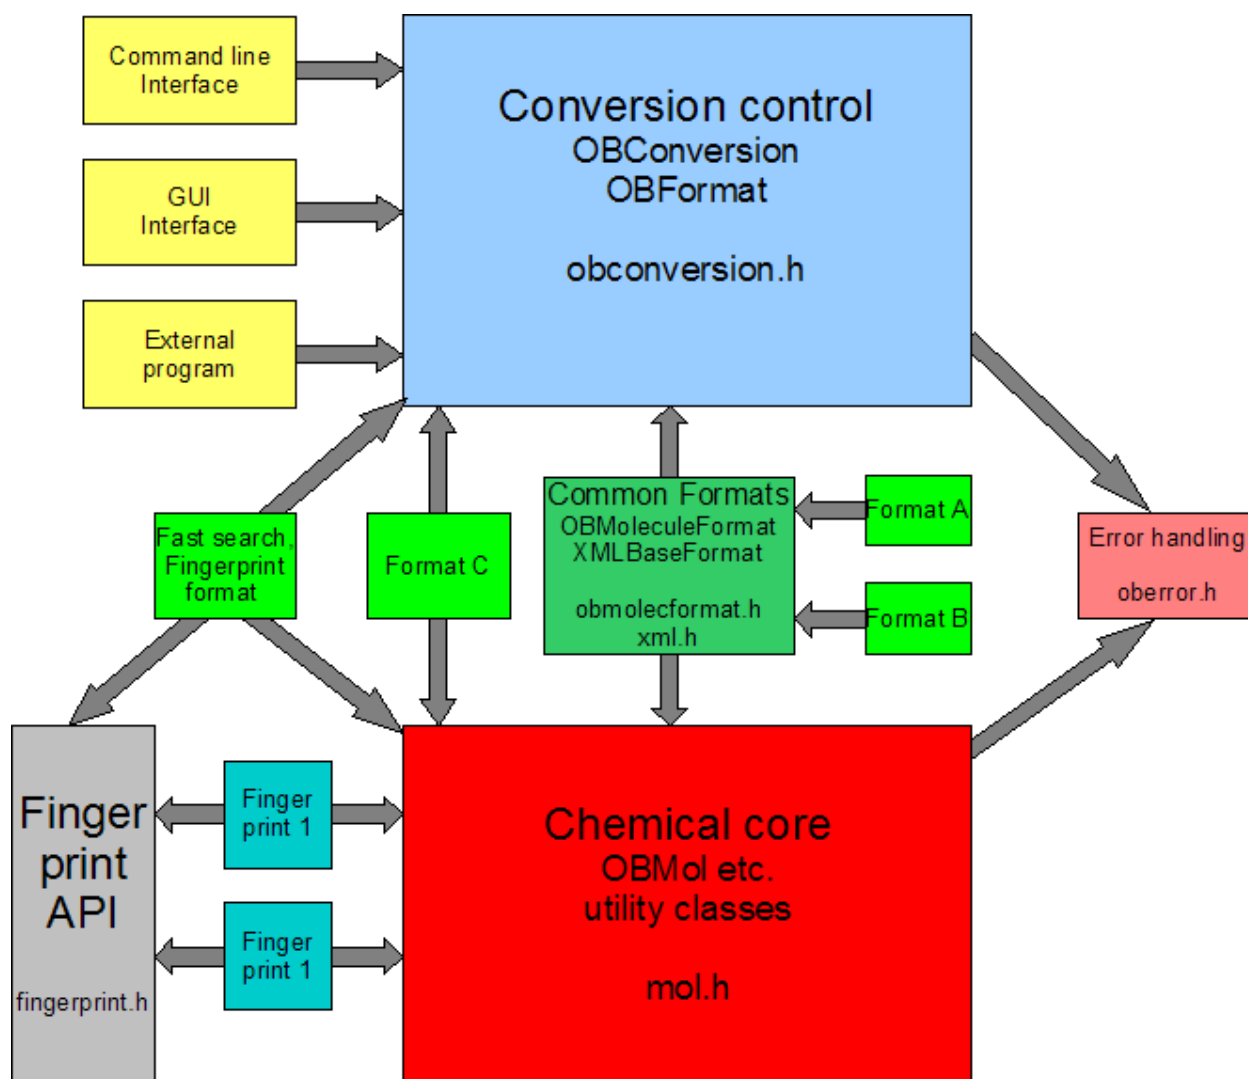 Command line
Interface
Conversion control
OBConversion
OBFormat
obconversion.h
GUI
Interface
External
program
Fast search,
Fingerprint
format
Format C
Common Formats
OBMoleculeFormat
XMLBaseFormat
obmolecformat.h
xml.h
Format A
Format B
Error handling
oberror.h
Finger
print
API
fingerprint.h
Finger
print 1
Finger
print 1
Chemical core
OBMol etc.
utility classes
mol.h